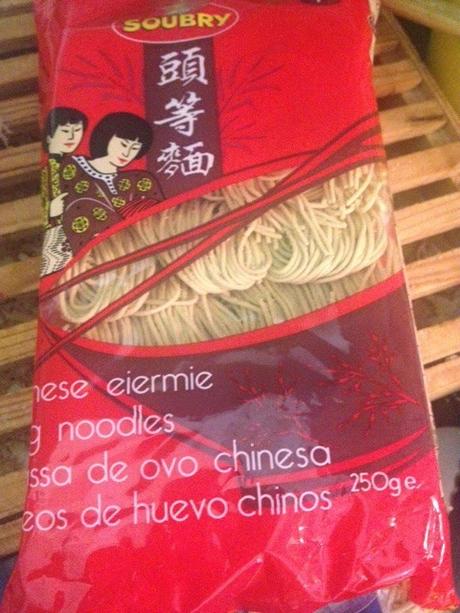 SOUBRY
頭等麵
nese eiermie
g noodles
ssa de ovo chinesa
eos de huevo chinos
250g e